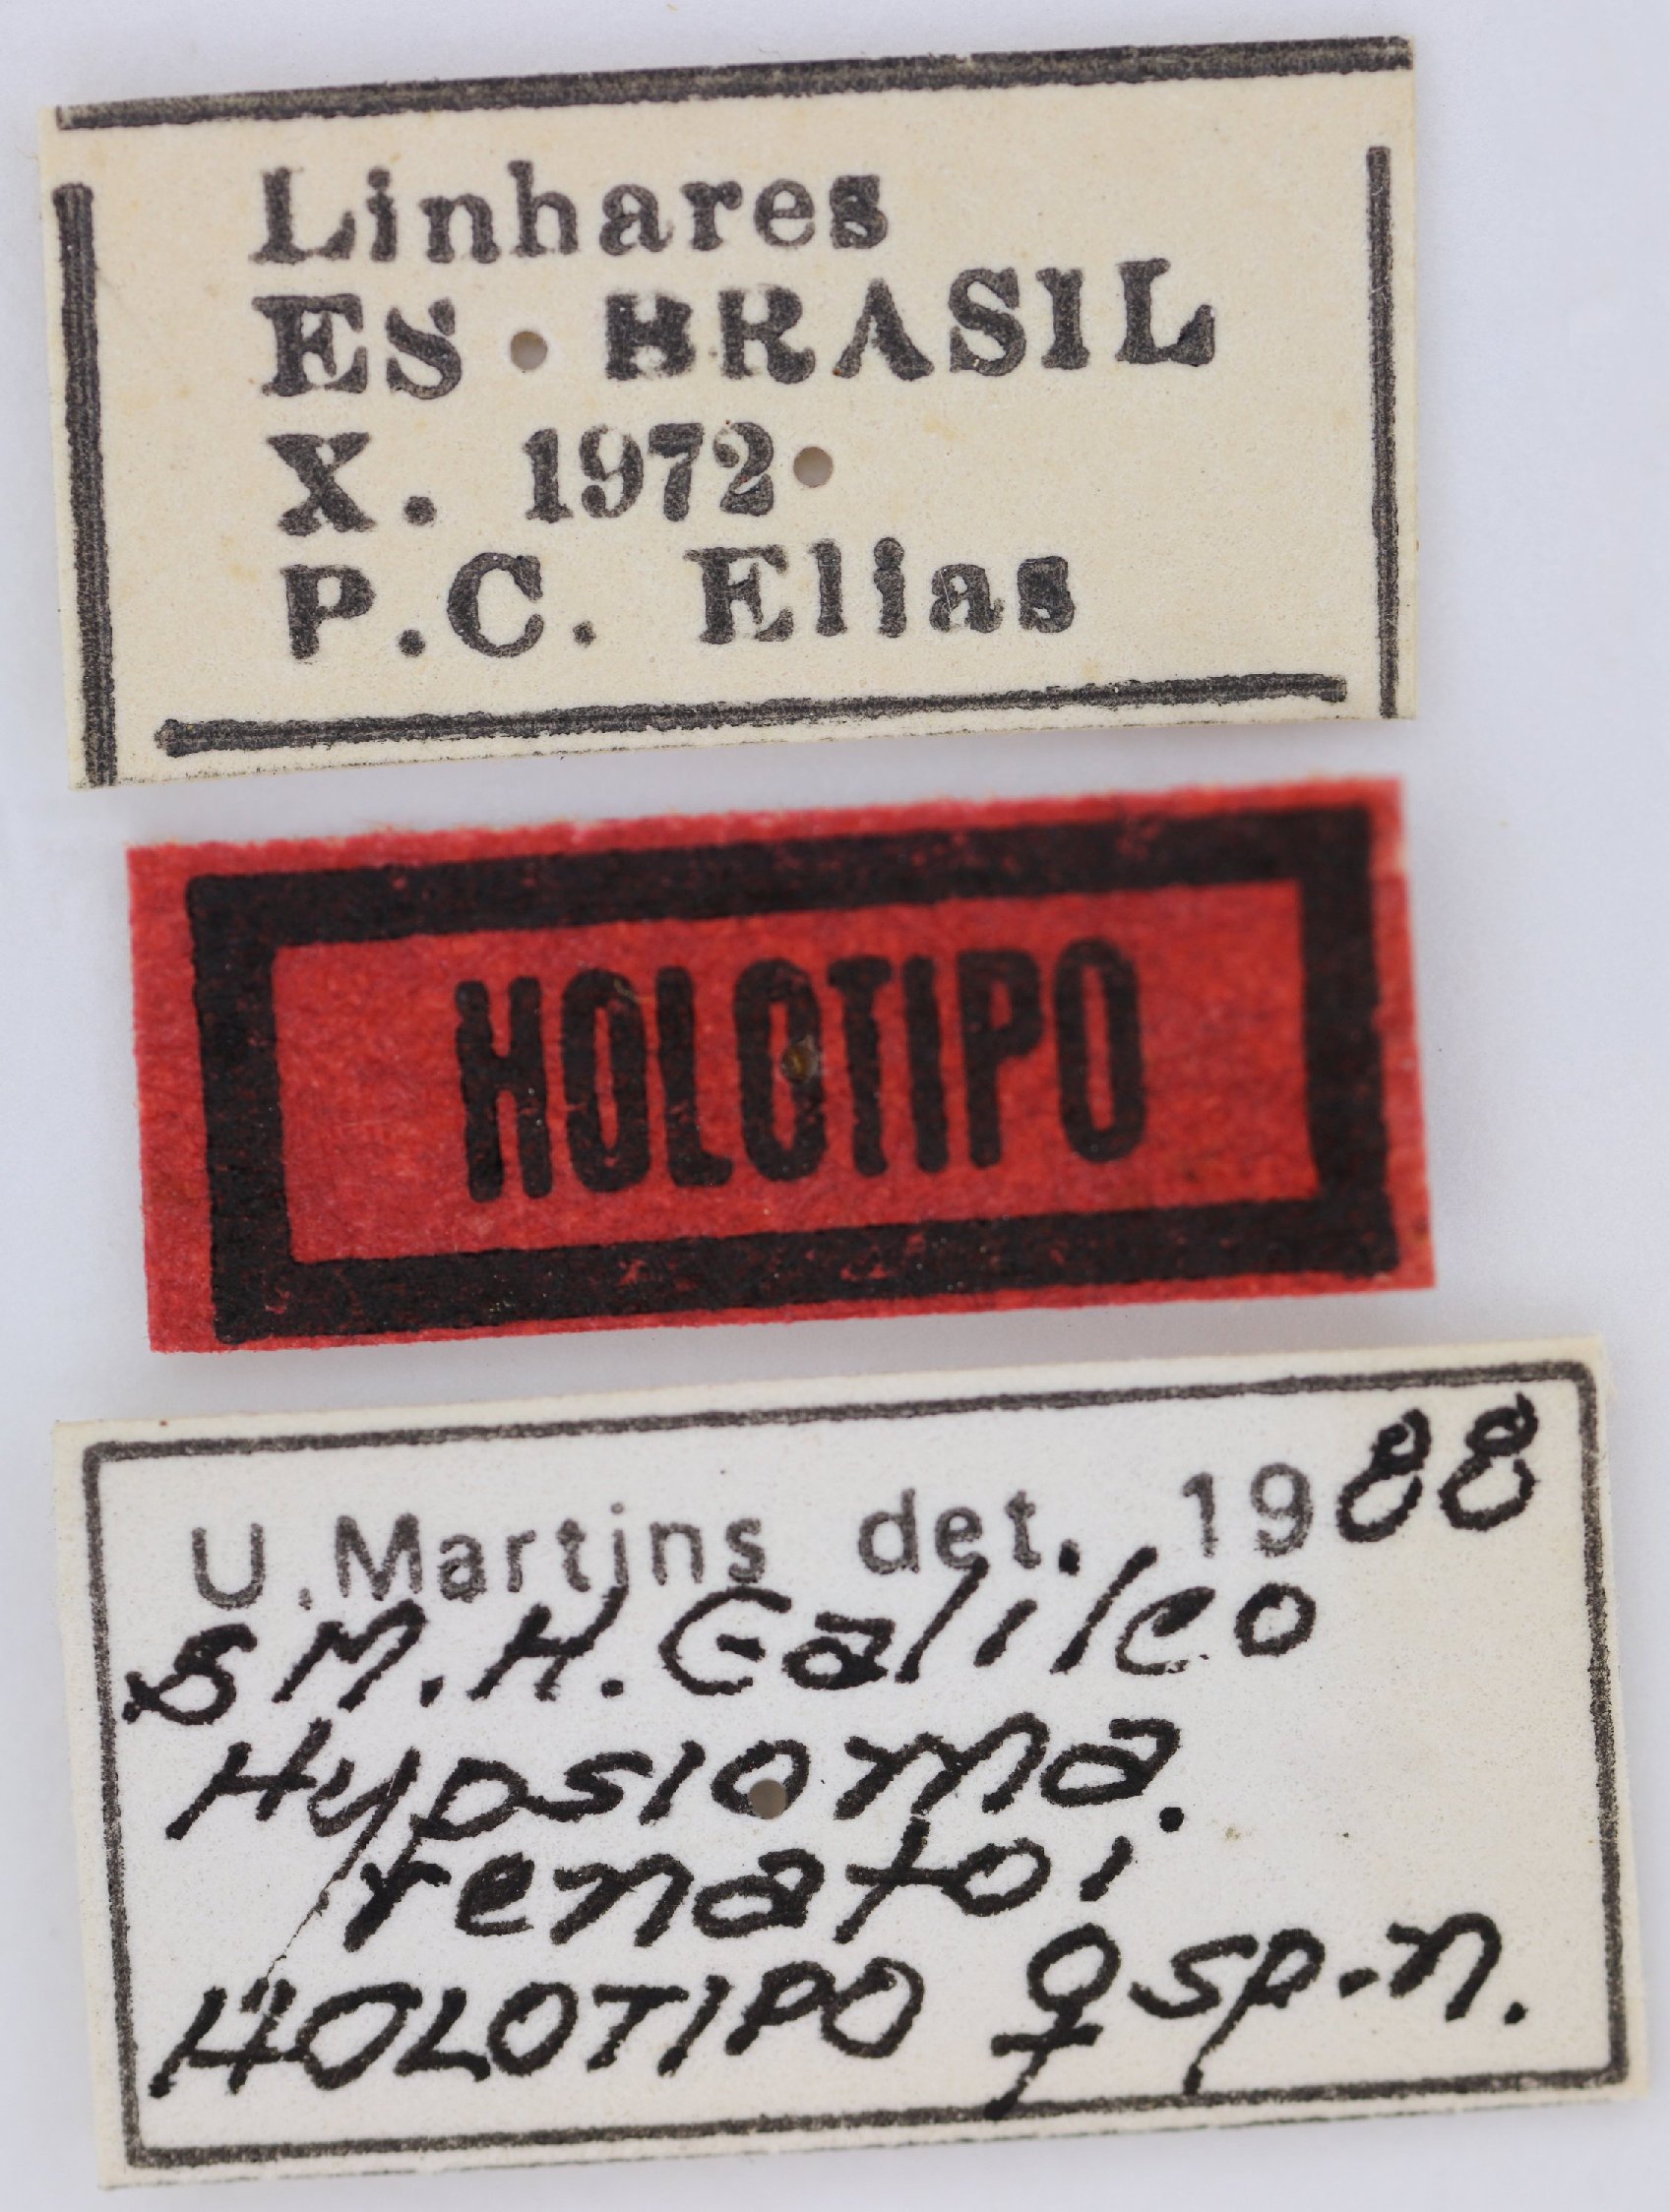 Linhares
ES BRASIL
X. 1972
P.C. Elias
HOLOTIPO
U.Martins det. 1988
& M.H. Galileo
Hypsioma
renatoi
HOLOTIPO ♀ sp.n.